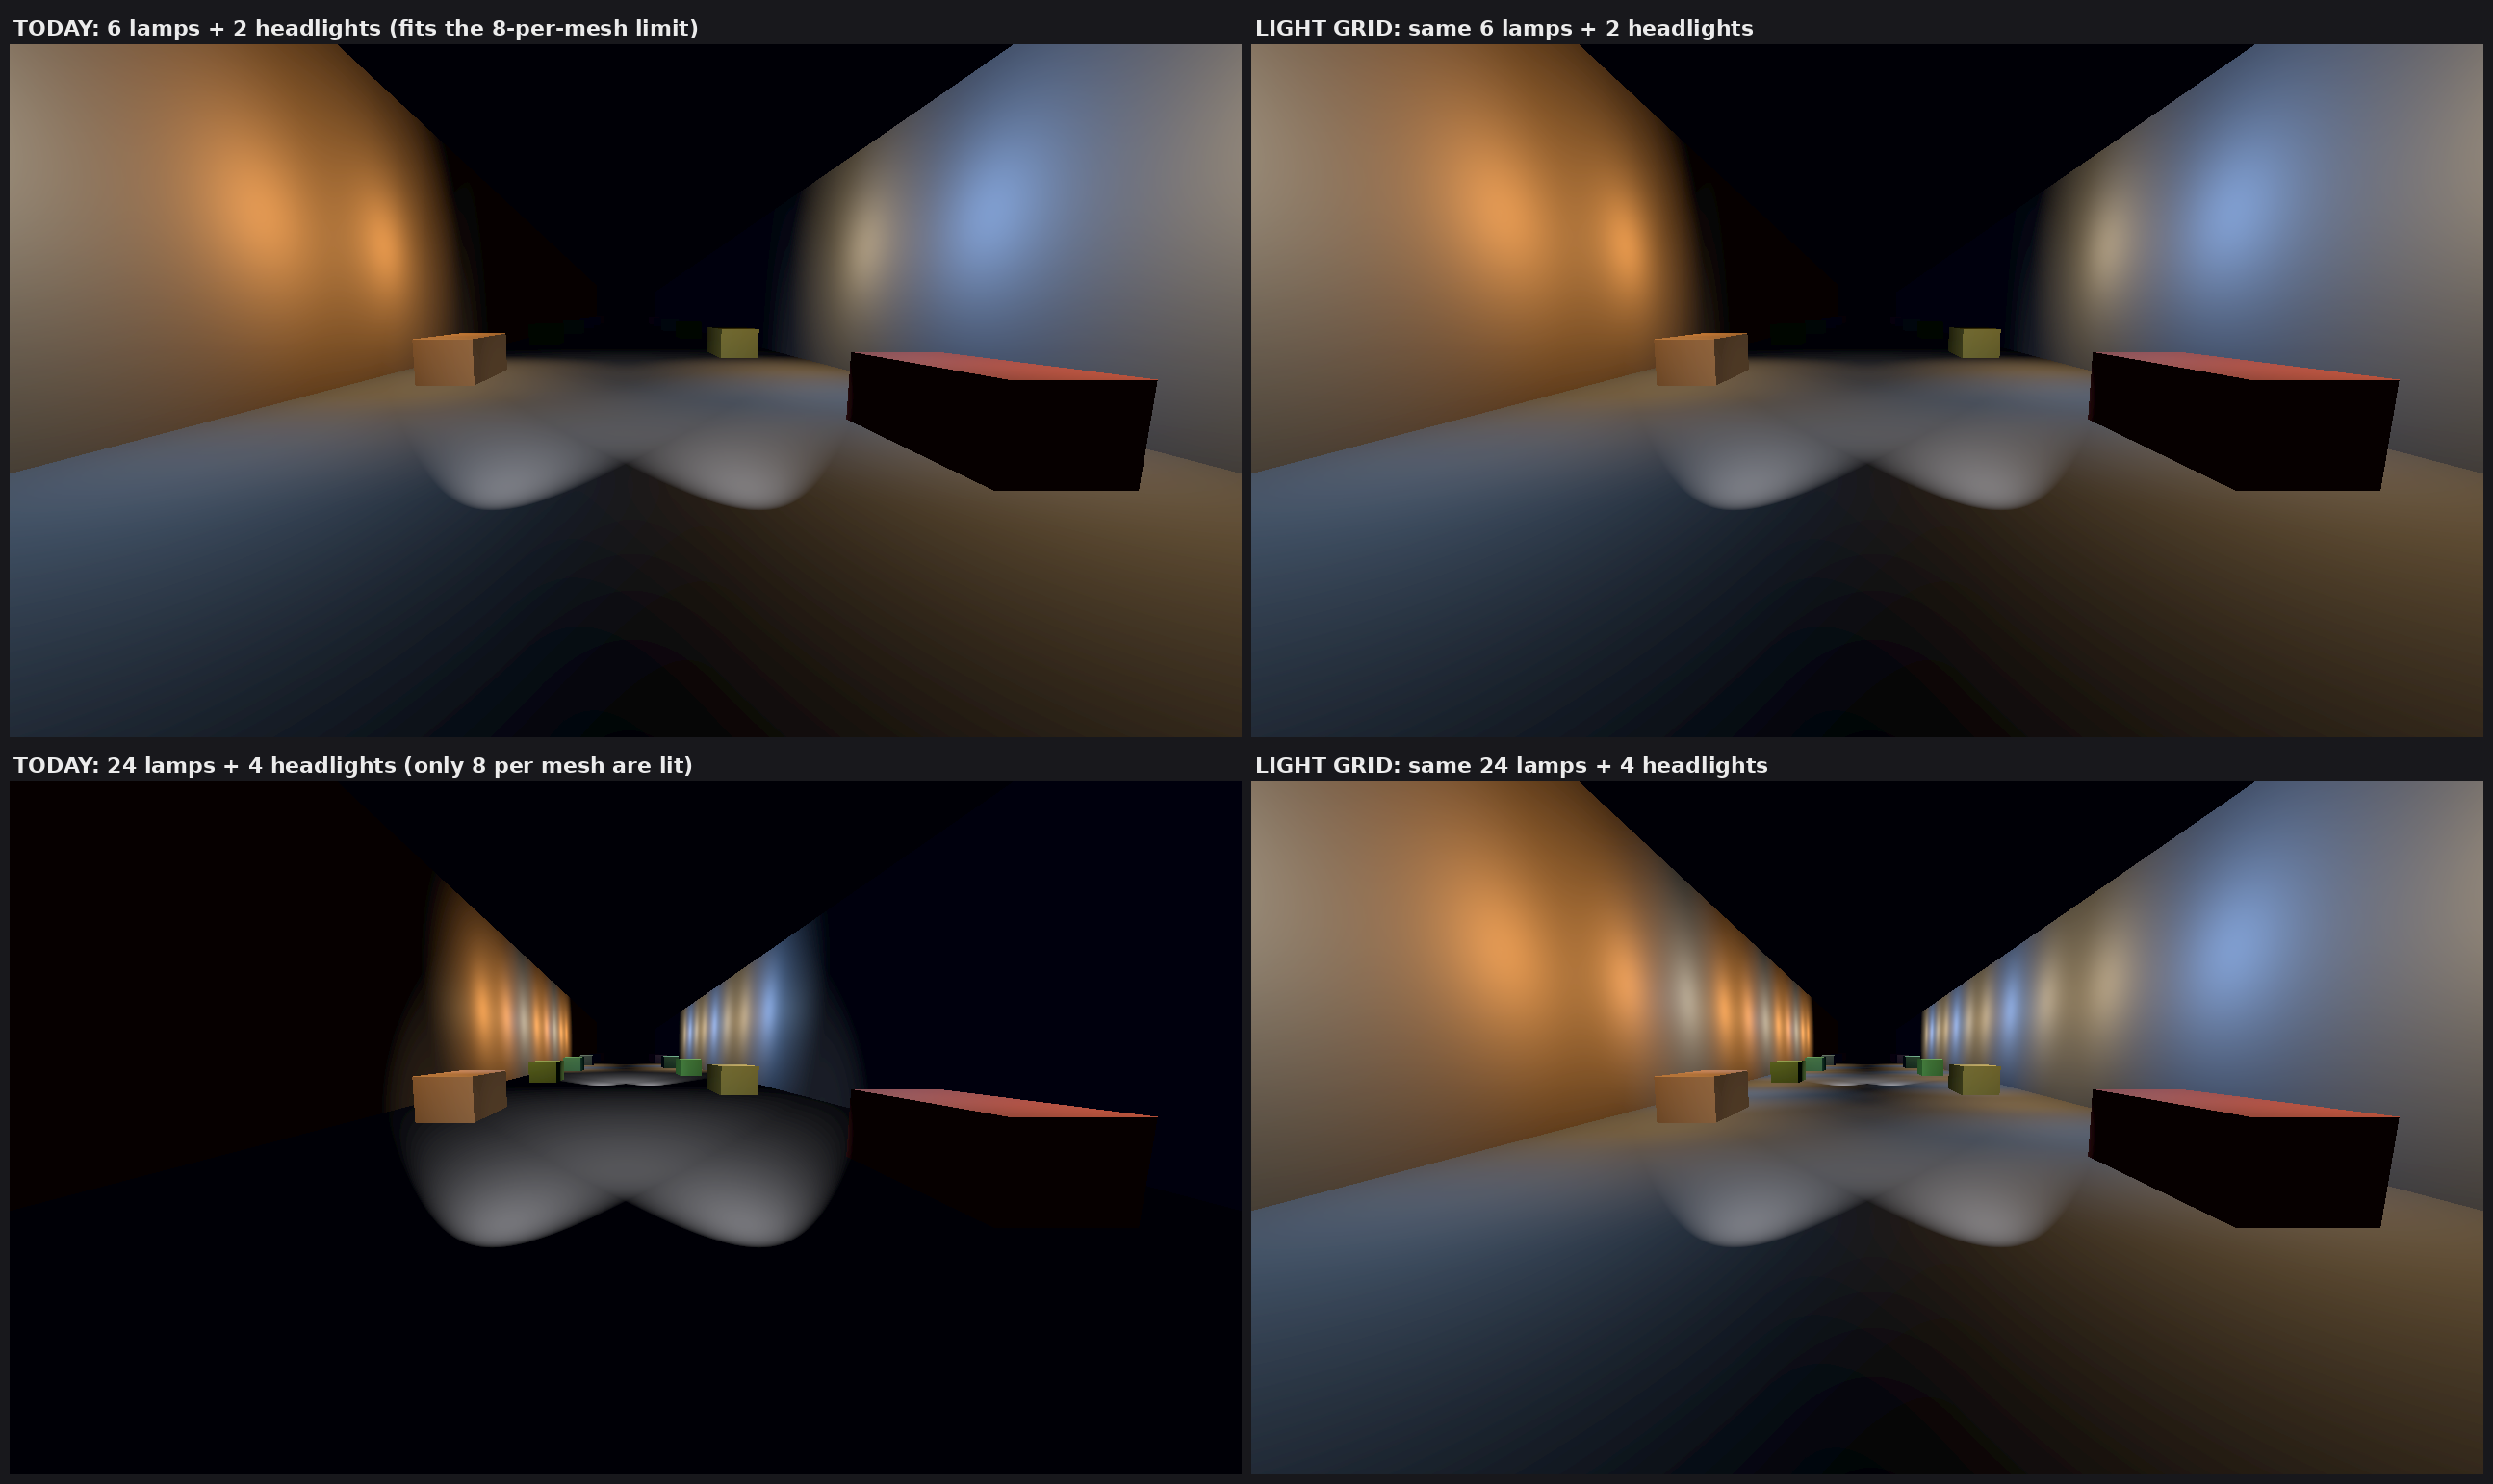 TODAY: 6 lamps + 2 headlights (fits the 8-per-mesh limit)
LIGHT GRID: same 6 lamps + 2 headlights
TODAY: 24 lamps + 4 headlights (only 8 per mesh are lit)
LIGHT GRID: same 24 lamps + 4 headlights